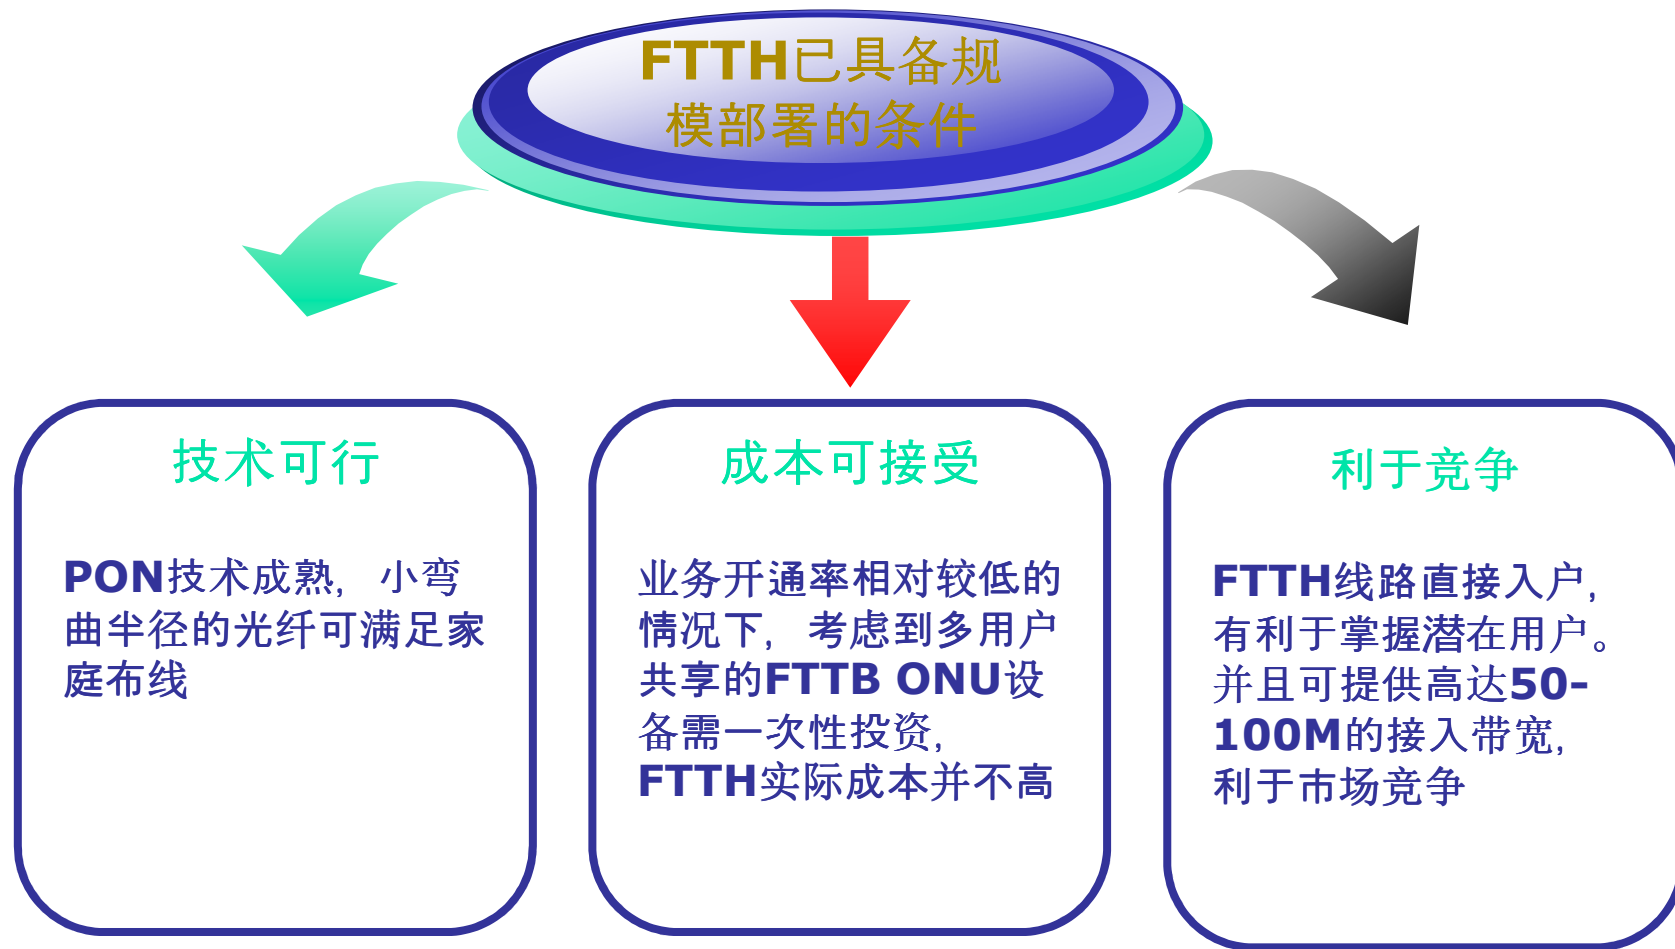 FTTH已具备规
模部署的条件
技术可行
PON技术成熟，小弯
曲半径的光纤可满足家
庭布线
成本可接受
业务开通率相对较低的
情况下，考虑到多用户
共享的FTTB ONU设
备需一次性投资，
FTTH实际成本并不高
利于竞争
FTTH线路直接入户，
有利于掌握潜在用户。
并且可提供高达50-
100M的接入带宽，
利于市场竞争